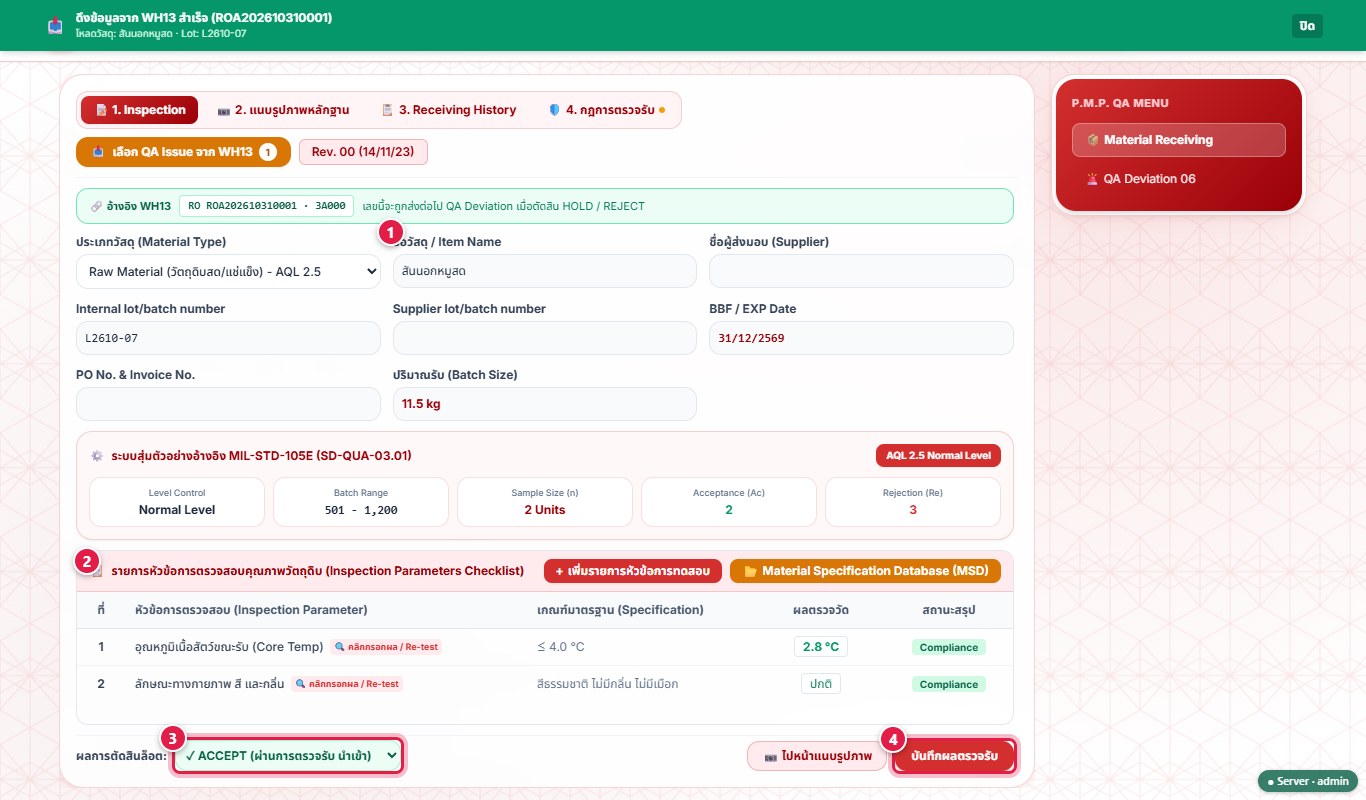 ดึงข้อมูลจาก WH13 สำเร็จ (ROA202610310001)
โหลดวัสดุ: สันนอกหมูสด · Lot: L2610-07
ปิด
1. Inspection
2. แนบรูปภาพหลักฐาน
3. Receiving History
4. กฎการตรวจรับ
P.M.P. QA MENU
Material Receiving
QA Deviation 06
เลือก QA Issue จาก WH13 1
Rev. 00 (14/11/23)
อ้างอิง WH13 RO ROA202610310001 · 3A000 เลขนี้จะถูกส่งต่อไป QA Deviation เมื่อตัดสิน HOLD / REJECT
1
ประเภทวัสดุ (Material Type)
วัสดุ / Item Name
ชื่อผู้ส่งมอบ (Supplier)
Raw Material (วัตถุดิบสด/แช่แข็ง) - AQL 2.5
สันนอกหมูสด
Internal lot/batch number
Supplier lot/batch number
BBF / EXP Date
L2610-07
31/12/2569
PO No. & Invoice No.
ปริมาณรับ (Batch Size)
11.5 kg
ระบบสุ่มตัวอย่างอ้างอิง MIL-STD-105E (SD-QUA-03.01)
AQL 2.5 Normal Level
Level Control
Normal Level
Batch Range
501 - 1,200
Sample Size (n)
2 Units
Acceptance (Ac)
2
Rejection (Re)
3
2
รายการหัวข้อการตรวจสอบคุณภาพวัตถุดิบ (Inspection Parameters Checklist)
+ เพิ่มรายการหัวข้อการทดสอบ
Material Specification Database (MSD)
ที่ หัวข้อการตรวจสอบ (Inspection Parameter) เกณฑ์มาตรฐาน (Specification) ผลตรวจวัด สถานะสรุป
1 อุณหภูมิเนื้อสัตว์ขณะรับ (Core Temp) คลิกกรอกผล / Re-test ≤ 4.0 °C 2.8 °C Compliance
2 ลักษณะทางกายภาพ สี และกลิ่น คลิกกรอกผล / Re-test สีธรรมชาติ ไม่มีกลิ่น ไม่มีเมือก ปกติ Compliance
3
4
ผลการตัดสินล็อต: ✓ ACCEPT (ผ่านการตรวจรับ นำเข้า)
ไปหน้าแนบรูปภาพ
บันทึกผลตรวจรับ
Server · admin